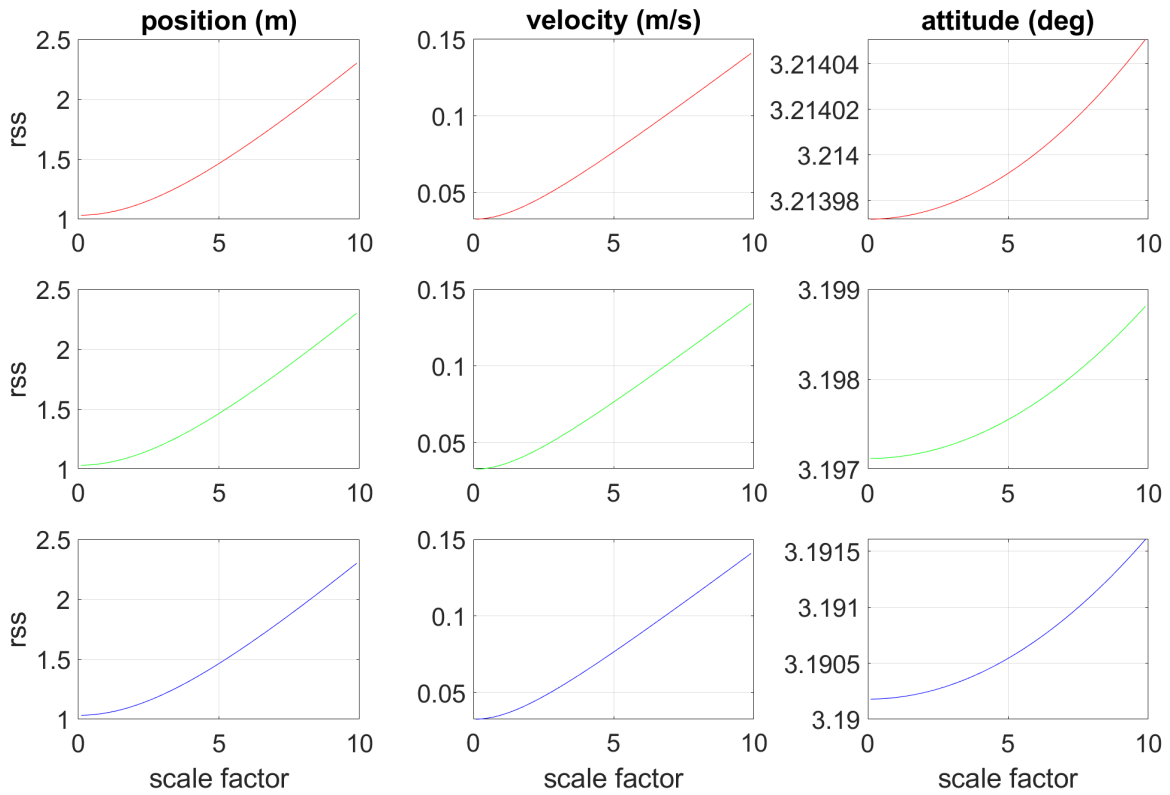 position (m)
velocity (m/s)
attitude (deg)
rss
2.5
2
1.5
1
0 5 10
0.15
0.1
0.05
0 5 10
3.21404
3.21402
3.214
3.21398
0 5 10
rss
2.5
2
1.5
1
0 5 10
0.15
0.1
0.05
0 5 10
3.199
3.198
3.197
0 5 10
rss
2.5
2
1.5
1
0 5 10
scale factor
0.15
0.1
0.05
0 5 10
scale factor
3.1915
3.191
3.1905
3.19
0 5 10
scale factor